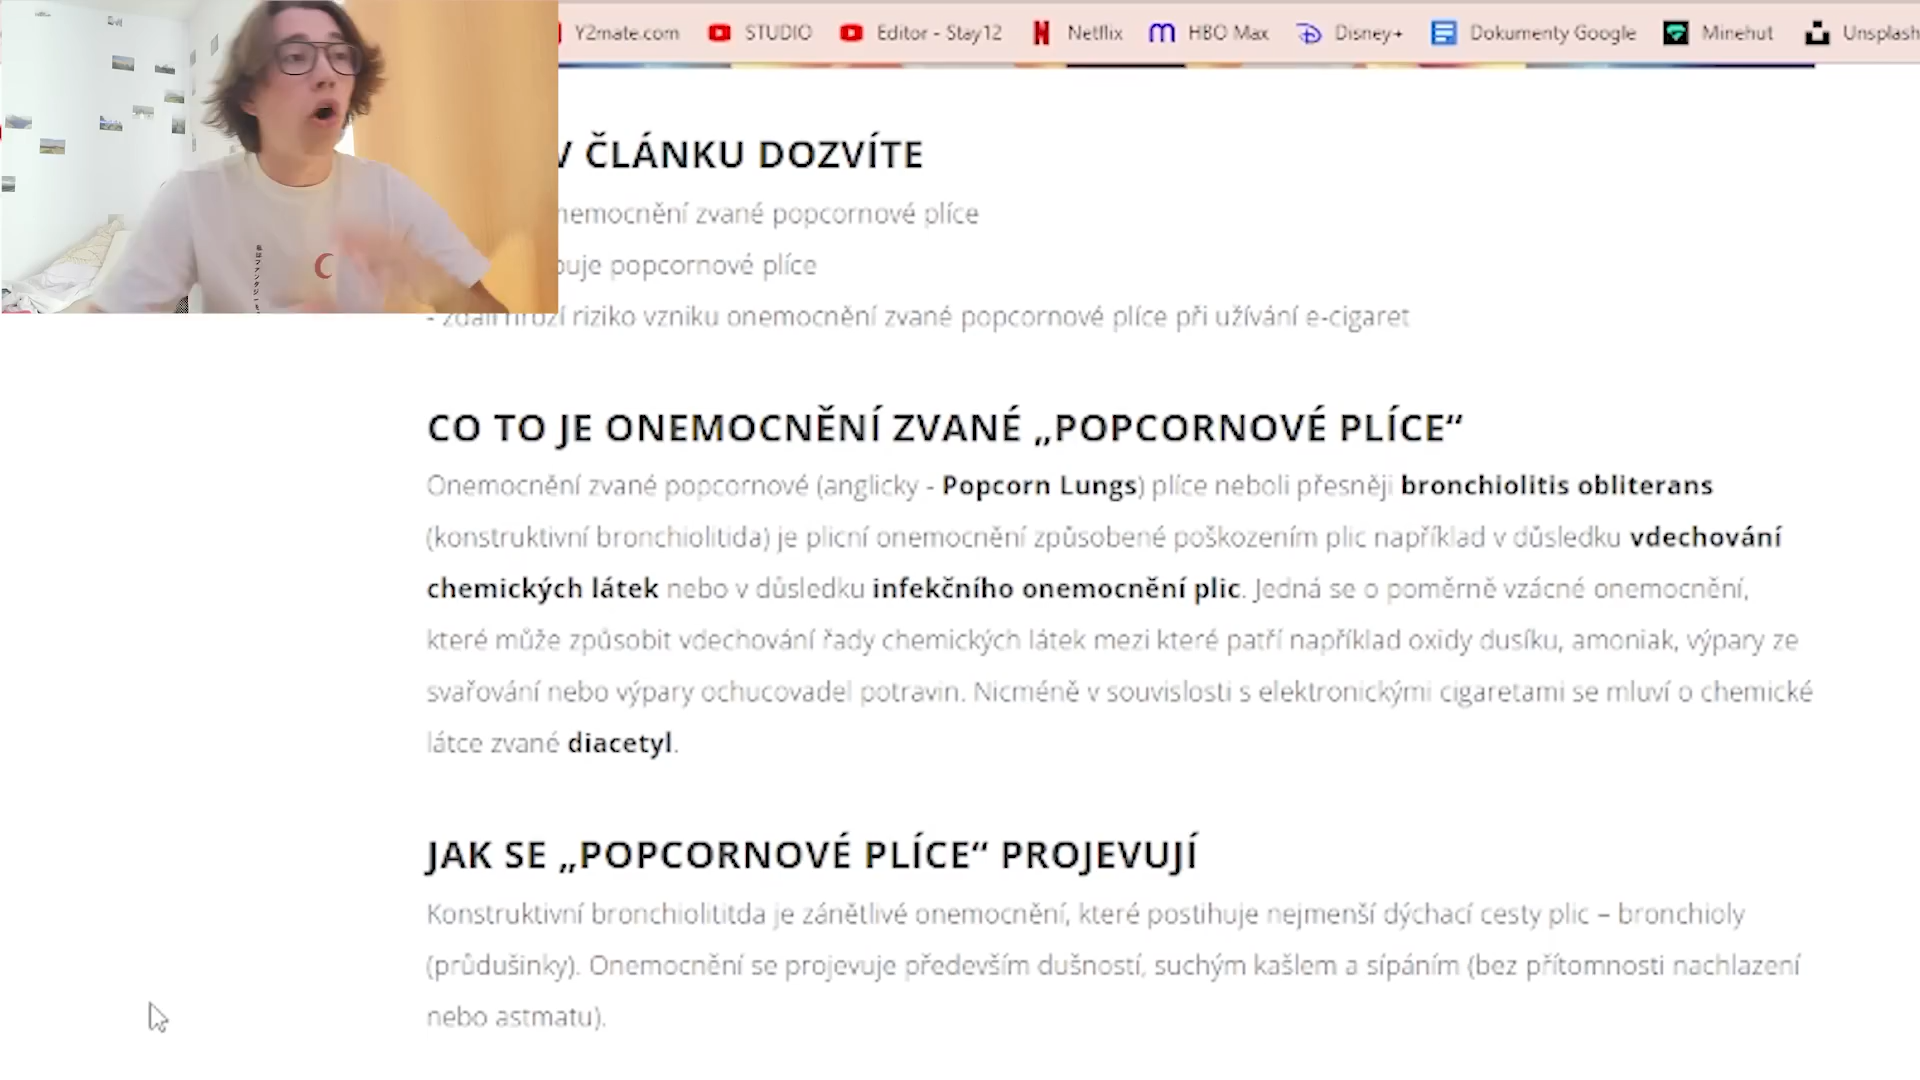 Y2mate.com STUDIO Editor - Stay12 Netflix HBO Max Disney+ Dokumenty Google Minehut Unsplash
V ČLÁNKU DOZVÍTE
nemocnění zvané popcornové plíce
buje popcornové plíce
- zdali hrozí riziko vzniku onemocnění zvané popcornové plíce při užívání e-cigaret
CO TO JE ONEMOCNĚNÍ ZVANÉ „POPCORNOVÉ PLÍCE“
Onemocnění zvané popcornové (anglicky - Popcorn Lungs) plíce neboli přesněji bronchiolitis obliterans
(konstruktivní bronchiolitida) je plicní onemocnění způsobené poškozením plic například v důsledku vdechování
chemických látek nebo v důsledku infekčního onemocnění plic. Jedná se o poměrně vzácné onemocnění,
které může způsobit vdechování řady chemických látek mezi které patří například oxidy dusíku, amoniak, výpary ze
svařování nebo výpary ochucovadel potravin. Nicméně v souvislosti s elektronickými cigaretami se mluví o chemické
látce zvané diacetyl.
JAK SE „POPCORNOVÉ PLÍCE“ PROJEVUJÍ
Konstruktivní bronchiolititda je zánětlivé onemocnění, které postihuje nejmenší dýchací cesty plic – bronchioly
(průdušinky). Onemocnění se projevuje především dušností, suchým kašlem a sípáním (bez přítomnosti nachlazení
nebo astmatu).